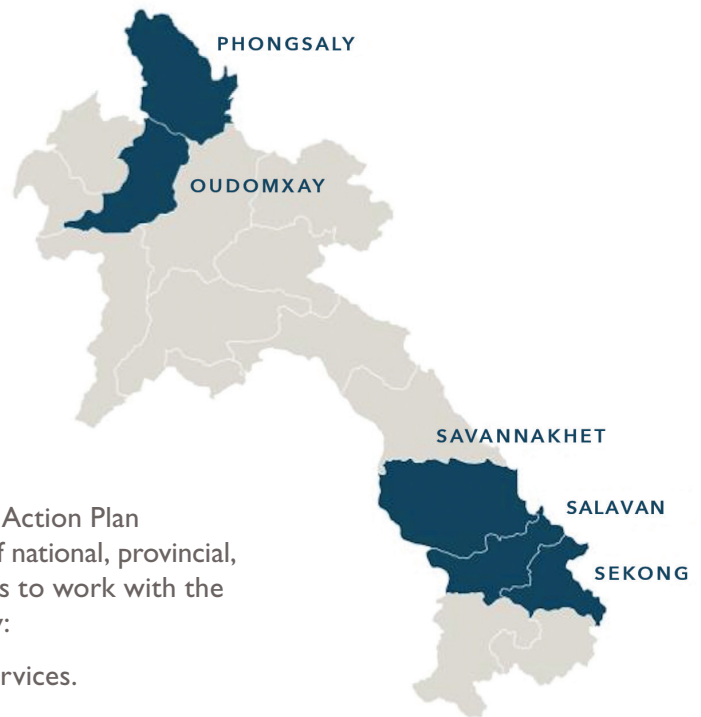 PHONGSALY
OUDOMXAY
SAVANNAKHET
SALAVAN
SEKONG
Action Plan
national, provincial,
to work with the
rvices.